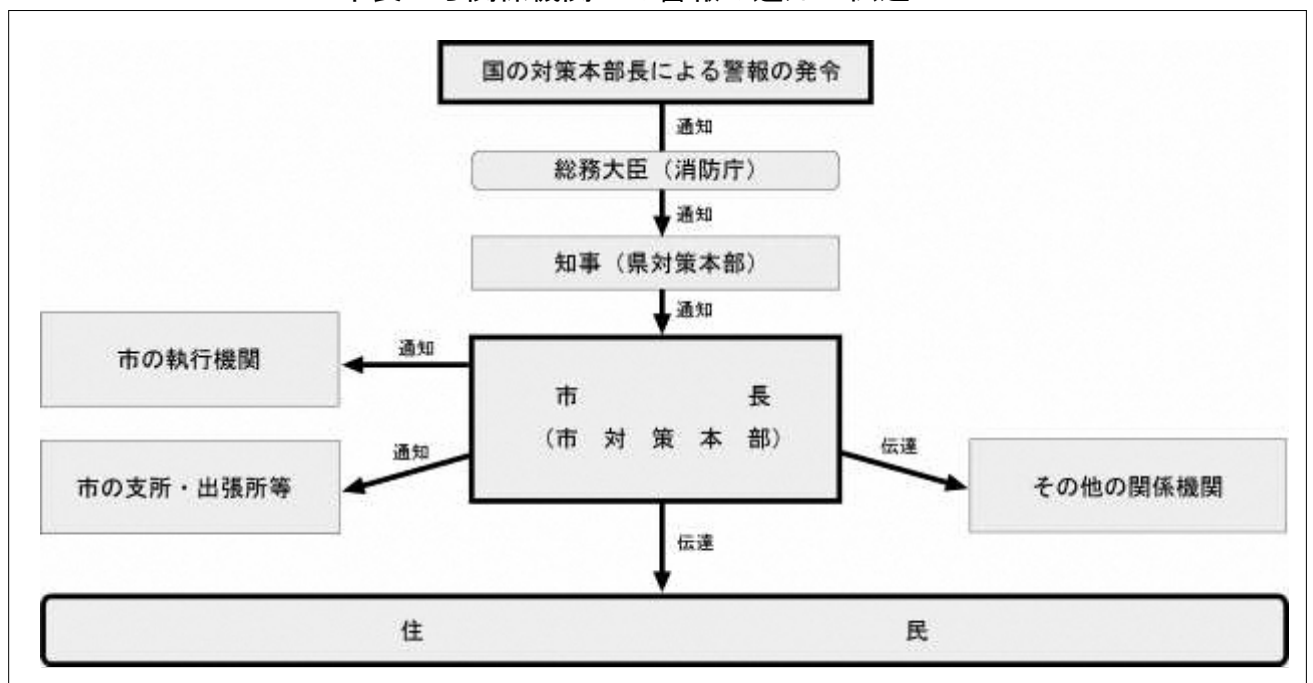 国の対策本部長による警報の発令
通知
総務大臣（消防庁）
通知
知事（県対策本部）
通知
市の執行機関
通知
市　長
（市　対　策　本　部）
市の支所・出張所等
通知
伝達
その他の関係機関
伝達
住　民